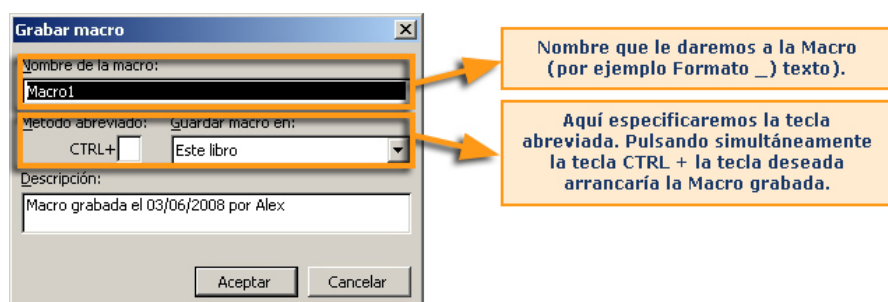 Grabar macro
Nombre de la macro:
Macro1
Método abreviado:
Guardar macro en:
CTRL+
Este libro
Descripción:
Macro grabada el 03/06/2008 por Alex
Aceptar
Cancelar
Nombre que le daremos a la Macro
(por ejemplo Formato _) texto).
Aquí especificaremos la tecla
abreviada. Pulsando simultáneamente
la tecla CTRL + la tecla deseada
arrancaría la Macro grabada.